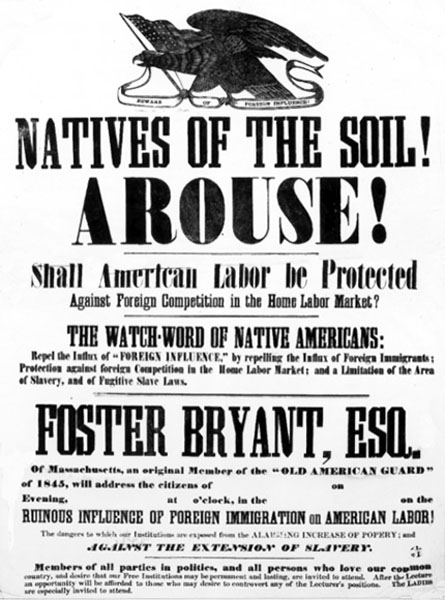 BEWARE OF FOREIGN INFLUENCE!
NATIVES OF THE SOIL!
AROUSE!
Shall American Labor be Protected
Against Foreign Competition in the Home Labor Market?
THE WATCH-WORD OF NATIVE AMERICANS:
Repel the Influx of "FOREIGN INFLUENCE," by repelling the Influx of Foreign Immigrants;
Protection against foreign Competition in the Home Labor Market; and a Limitation of the Area
of Slavery, and of Fugitive Slave Laws.
FOSTER BRYANT, ESQ.
Of Massachusetts, an original Member of the "OLD AMERICAN GUARD"
of 1845, will address the citizens of on
Evening, at o'clock, in the on the
RUINOUS INFLUENCE OF FOREIGN IMMIGRATION ON AMERICAN LABOR!
The dangers to which our Institutions are exposed from the ALARMING INCREASE OF POPERY; and
AGAINST THE EXTENSION OF SLAVERY.
Members of all parties in politics, and all persons who love our common
country, and desire that our Free Institutions may be permanent and lasting, are invited to attend. After the Lecture
an opportunity will be afforded to those who may desire to controvert any of the Lecturer's positions. The LADIES
are especially invited to attend.